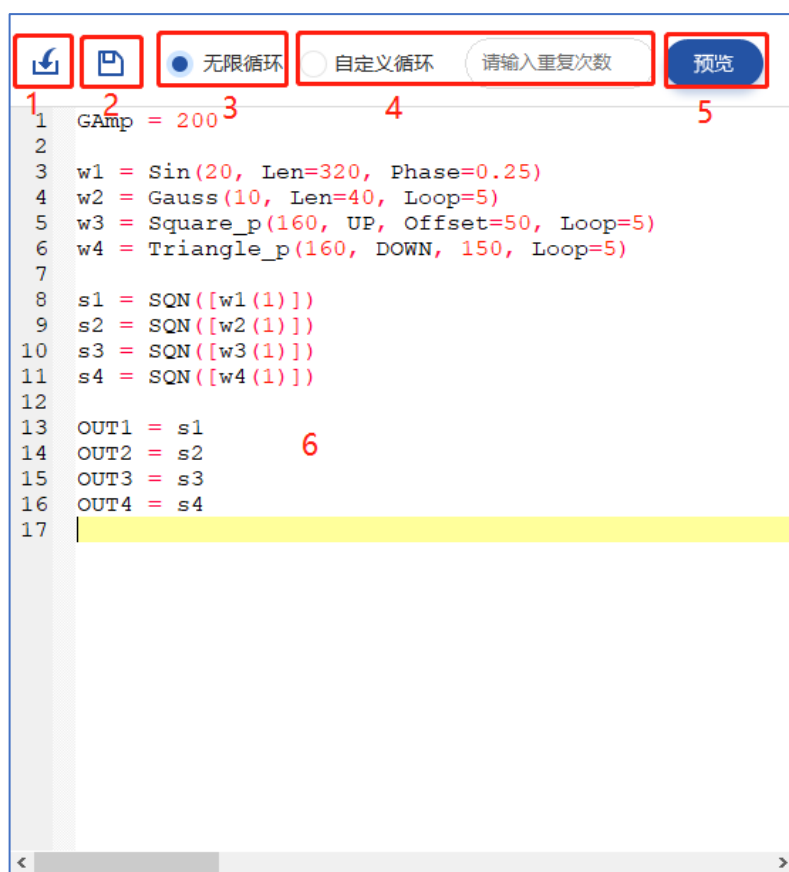 无限循环 自定义循环 请输入重复次数 预览
1 2 3 4 5
1 GAmp = 200
2
3 w1 = Sin(20, Len=320, Phase=0.25)
4 w2 = Gauss(10, Len=40, Loop=5)
5 w3 = Square_p(160, UP, Offset=50, Loop=5)
6 w4 = Triangle_p(160, DOWN, 150, Loop=5)
7
8 s1 = SQN([w1(1)])
9 s2 = SQN([w2(1)])
10 s3 = SQN([w3(1)])
11 s4 = SQN([w4(1)])
12
13 OUT1 = s1
14 OUT2 = s2 6
15 OUT3 = s3
16 OUT4 = s4
17